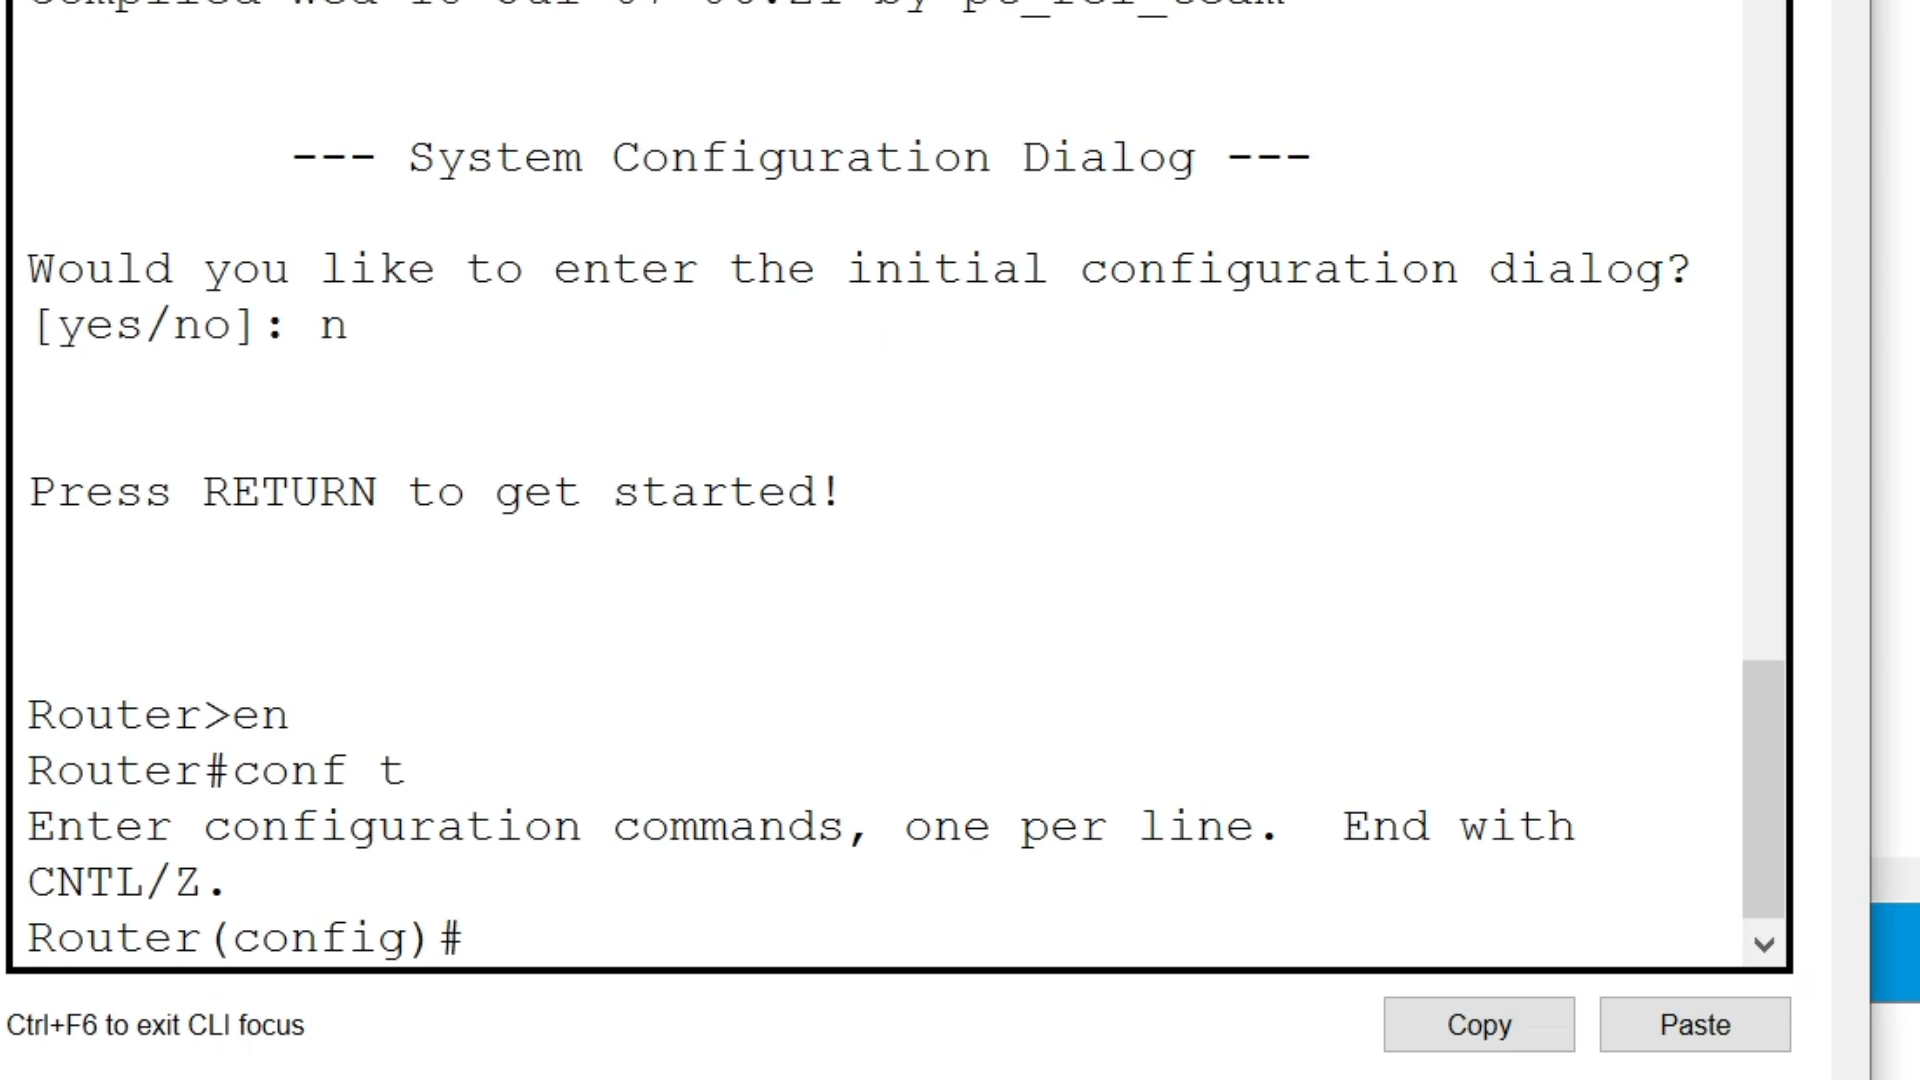 --- System Configuration Dialog ---
Would you like to enter the initial configuration dialog?
[yes/no]: n
Press RETURN to get started!
Router>en
Router#conf t
Enter configuration commands, one per line.  End with
CNTL/Z.
Router(config)#
Ctrl+F6 to exit CLI focus
Copy
Paste